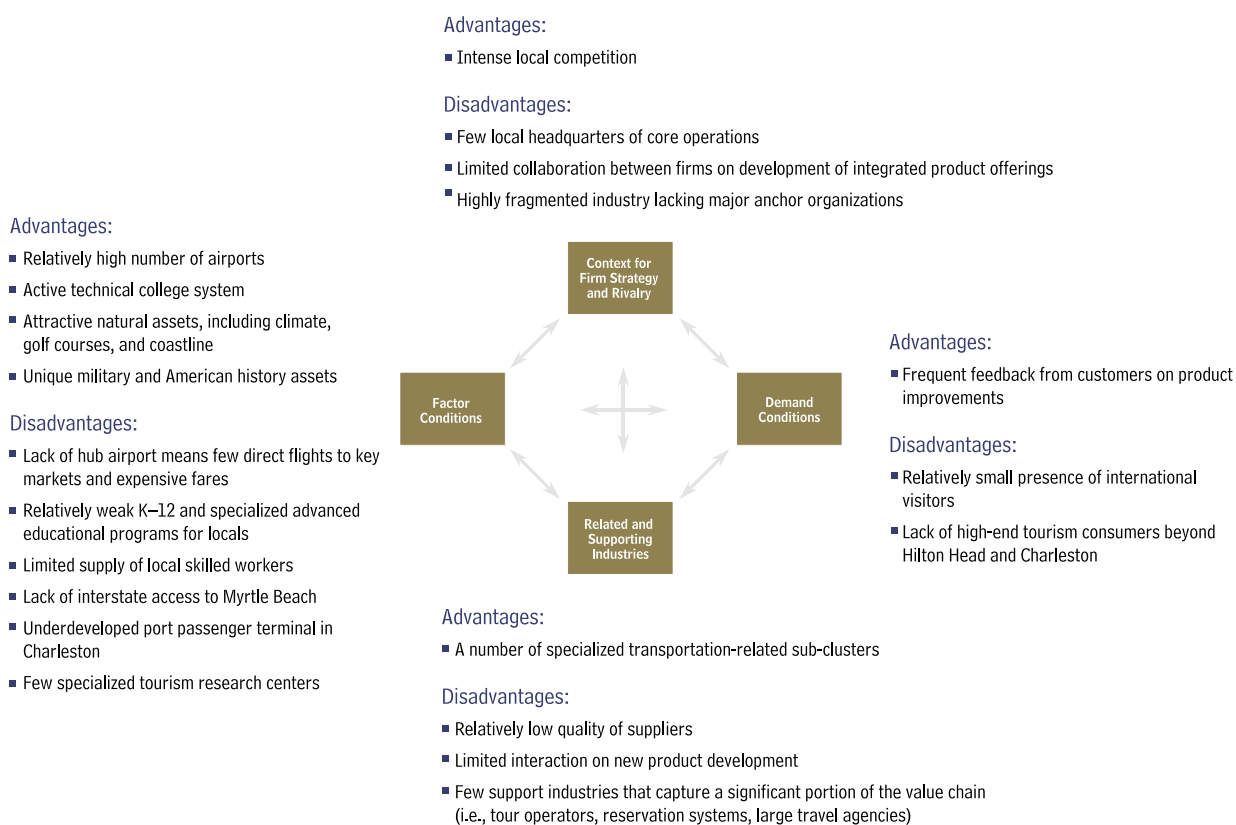 Advantages:
▪ Intense local competition
Disadvantages:
▪ Few local headquarters of core operations
▪ Limited collaboration between firms on development of integrated product offerings
▪ Highly fragmented industry lacking major anchor organizations
Advantages:
▪ Relatively high number of airports
▪ Active technical college system
▪ Attractive natural assets, including climate,
golf courses, and coastline
▪ Unique military and American history assets
Disadvantages:
▪ Lack of hub airport means few direct flights to key
markets and expensive fares
▪ Relatively weak K–12 and specialized advanced
educational programs for locals
▪ Limited supply of local skilled workers
▪ Lack of interstate access to Myrtle Beach
▪ Underdeveloped port passenger terminal in
Charleston
▪ Few specialized tourism research centers
Context for
Firm Strategy
and Rivalry
Factor
Conditions
Demand
Conditions
Related and
Supporting
Industries
Advantages:
▪ Frequent feedback from customers on product
improvements
Disadvantages:
▪ Relatively small presence of international
visitors
▪ Lack of high-end tourism consumers beyond
Hilton Head and Charleston
Advantages:
▪ A number of specialized transportation-related sub-clusters
Disadvantages:
▪ Relatively low quality of suppliers
▪ Limited interaction on new product development
▪ Few support industries that capture a significant portion of the value chain
(i.e., tour operators, reservation systems, large travel agencies)